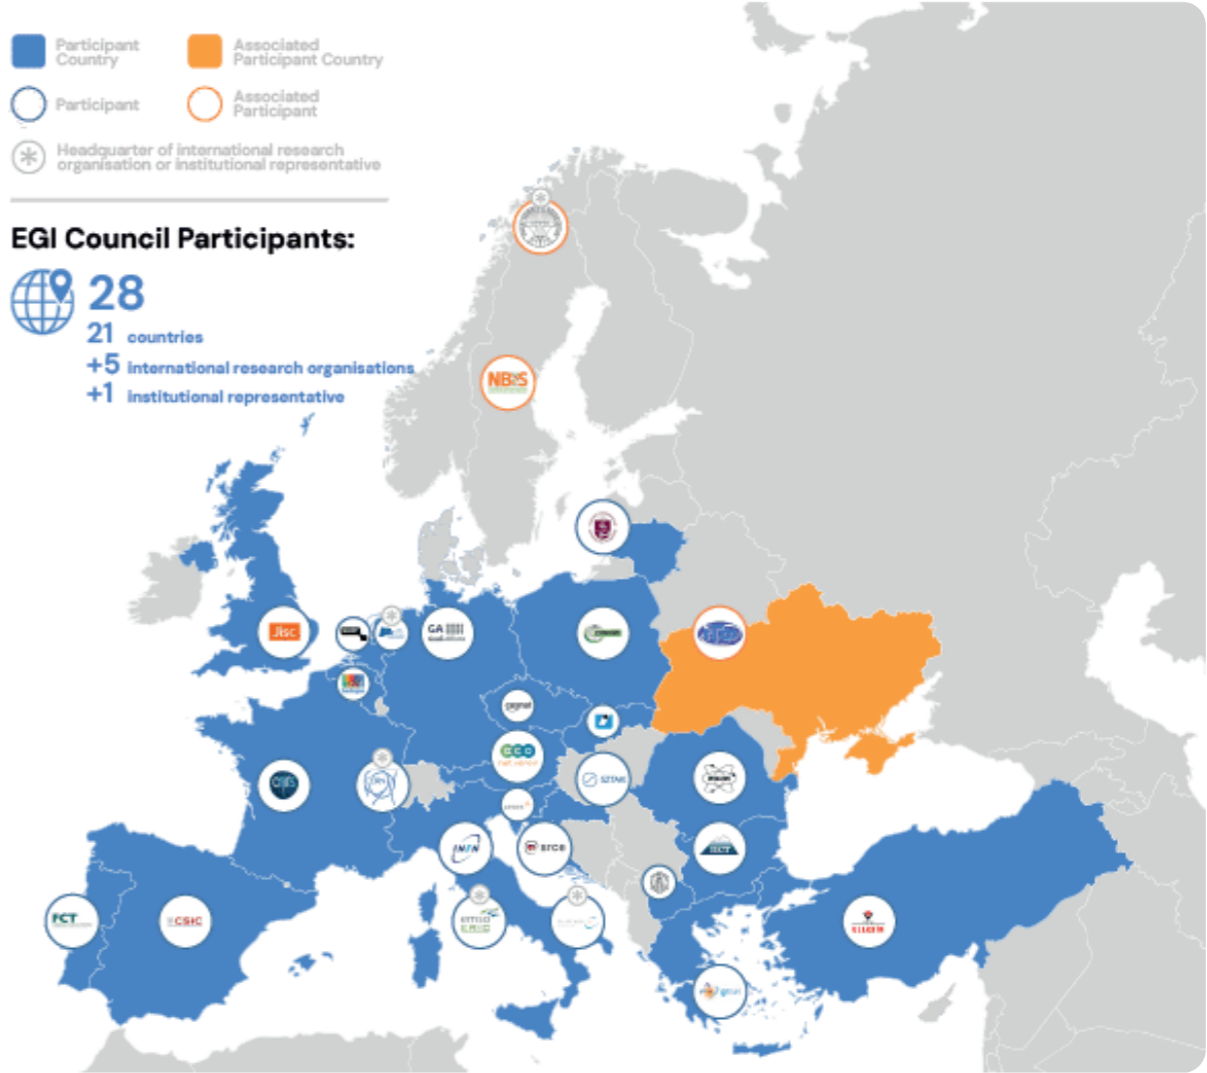 Participant
Country
Associated
Participant Country
Participant
Associated
Participant
Headquarter of international research
organisation or institutional representative
EGI Council Participants:
28
21 countries
+5 international research organisations
+1 institutional representative
NBIS
Jisc
GA
SZTAKI
INFN
srce
FCT
CSIC